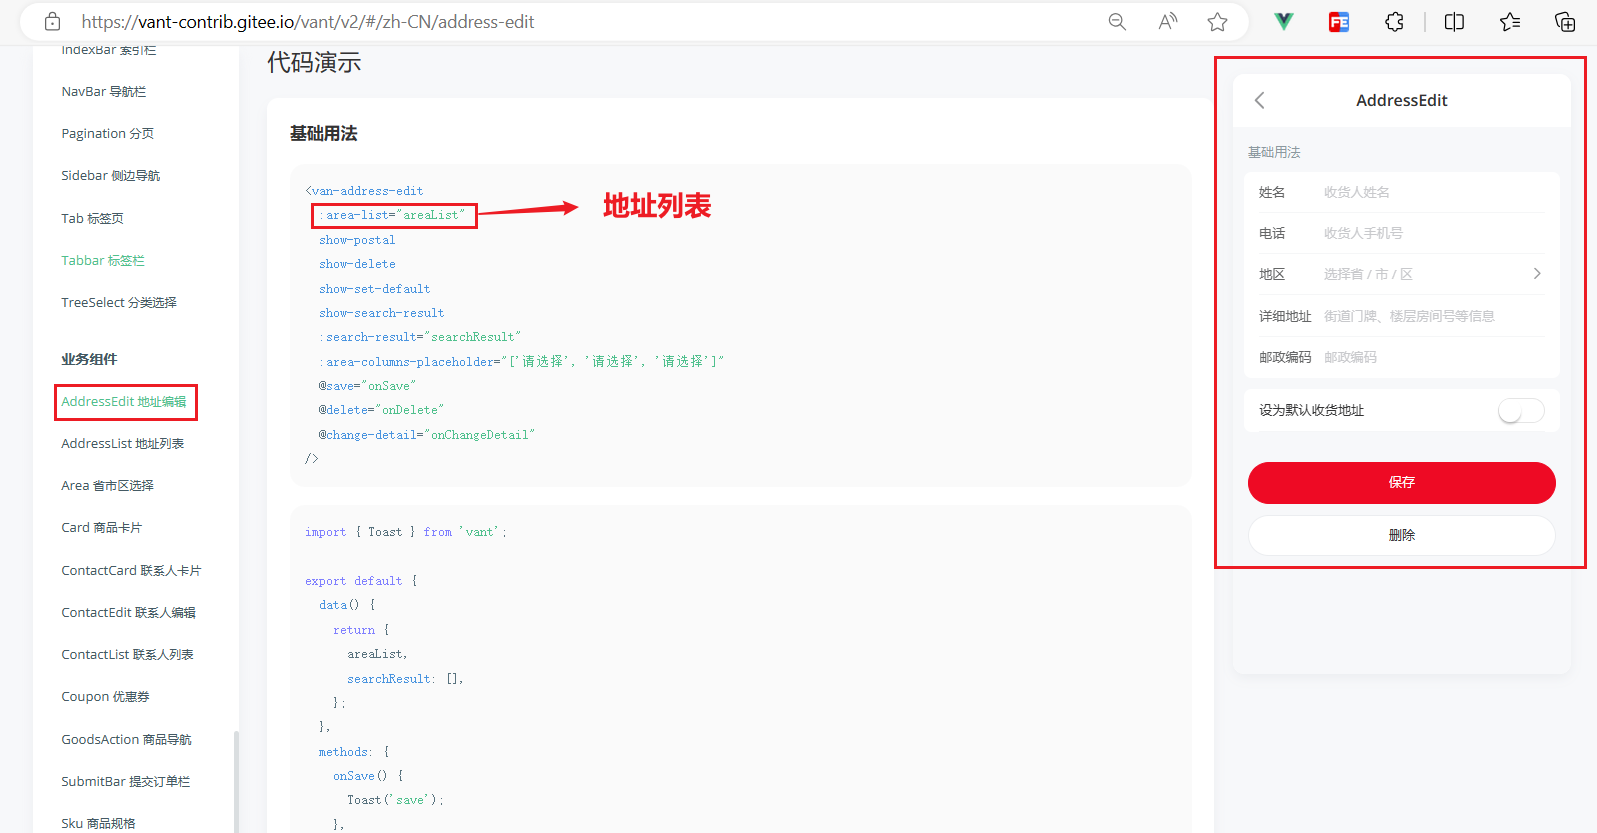 https://vant-contrib.gitee.io/vant/v2/#/zh-CN/address-edit
IndexBar 索引栏
NavBar 导航栏
Pagination 分页
Sidebar 侧边导航
Tab 标签页
Tabbar 标签栏
TreeSelect 分类选择
业务组件
AddressEdit 地址编辑
AddressList 地址列表
Area 省市区选择
Card 商品卡片
ContactCard 联系人卡片
ContactEdit 联系人编辑
ContactList 联系人列表
Coupon 优惠券
GoodsAction 商品导航
SubmitBar 提交订单栏
Sku 商品规格
代码演示
基础用法
<van-address-edit
:area-list="areaList"
地址列表
show-postal
show-delete
show-set-default
show-search-result
:search-result="searchResult"
:area-columns-placeholder="['请选择', '请选择', '请选择']"
@save="onSave"
@delete="onDelete"
@change-detail="onChangeDetail"
/>
import { Toast } from 'vant';
export default {
data() {
return {
areaList,
searchResult: [],
};
},
methods: {
onSave() {
Toast('save');
},
AddressEdit
基础用法
姓名 收货人姓名
电话 收货人手机号
地区 选择省 / 市 / 区
详细地址 街道门牌、楼层房间号等信息
邮政编码 邮政编码
设为默认收货地址
保存
删除